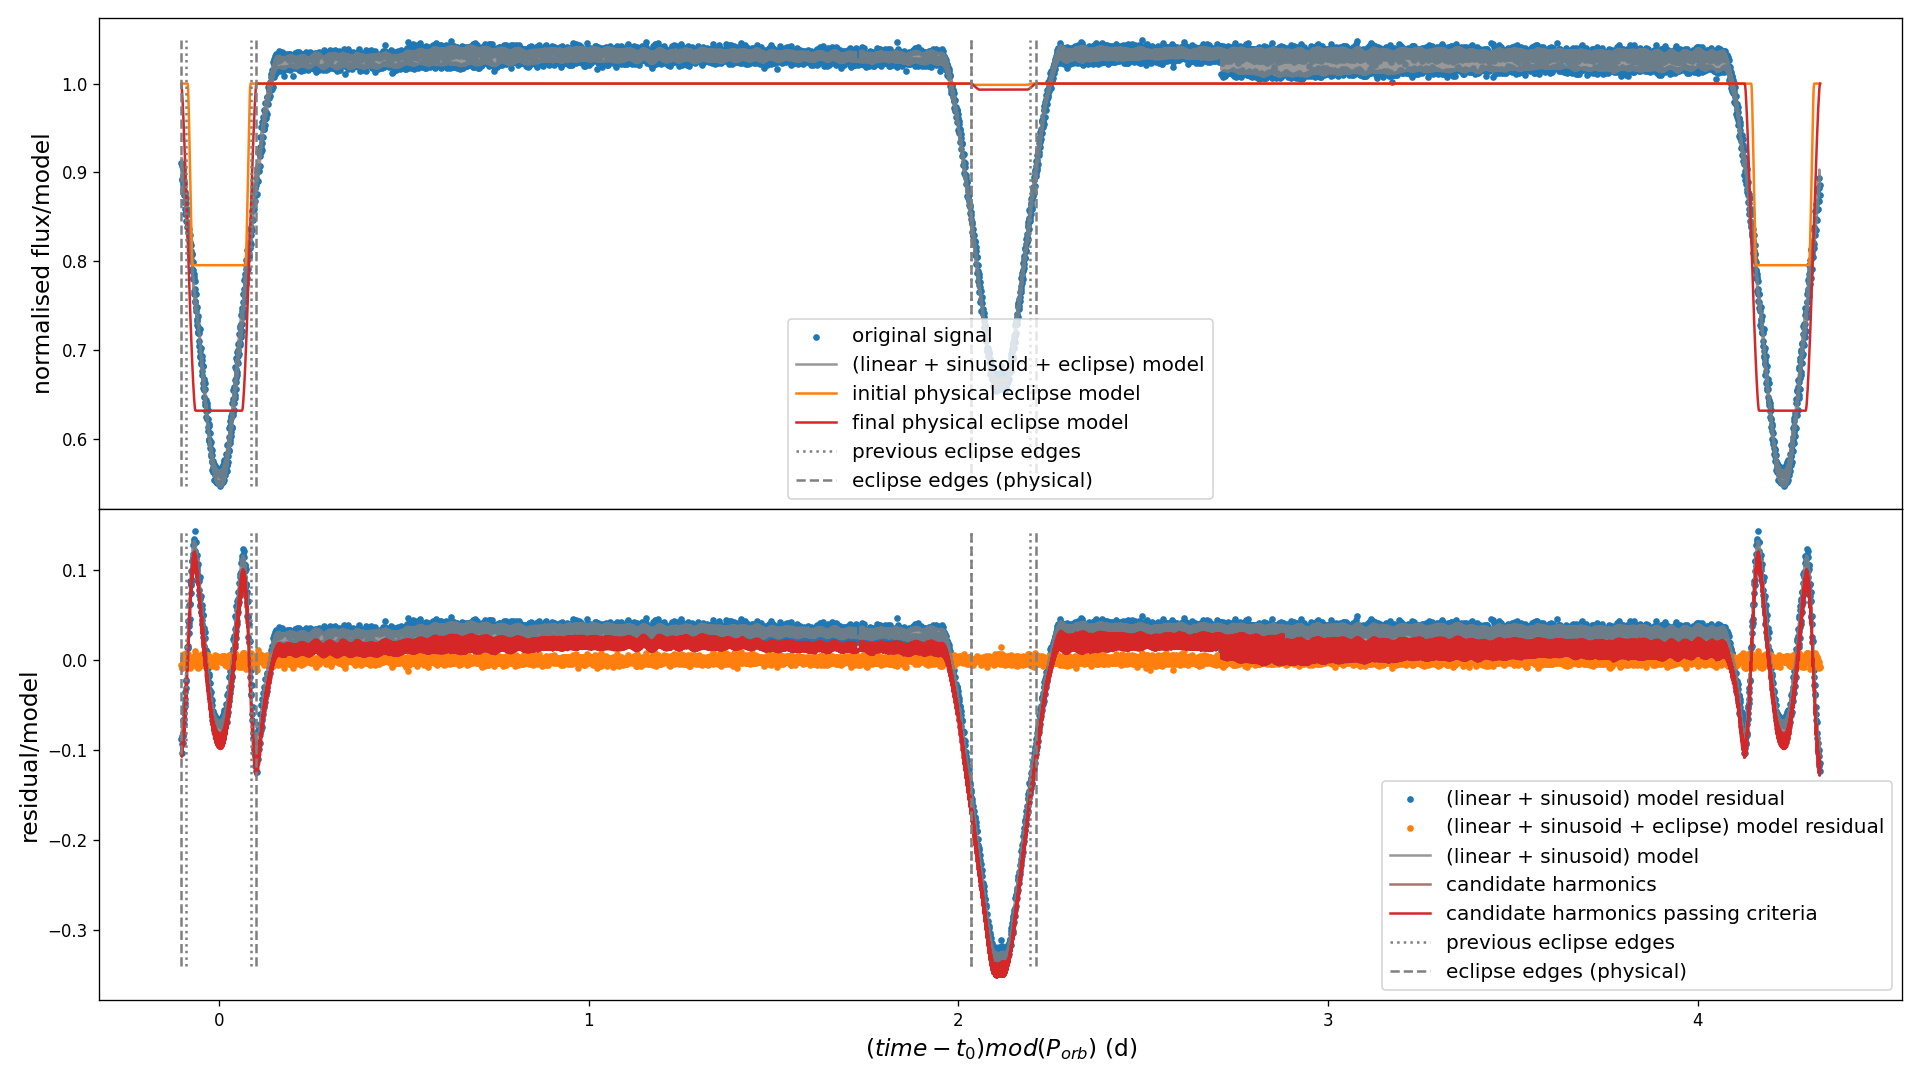 normalised flux/model
1.0
0.9
0.8
0.7
0.6
original signal
(linear + sinusoid + eclipse) model
initial physical eclipse model
final physical eclipse model
previous eclipse edges
eclipse edges (physical)
residual/model
0.1
0.0
−0.1
−0.2
−0.3
(linear + sinusoid) model residual
(linear + sinusoid + eclipse) model residual
(linear + sinusoid) model
candidate harmonics
candidate harmonics passing criteria
previous eclipse edges
eclipse edges (physical)
0 1 2 3 4
(time − t₀)mod(P_orb) (d)